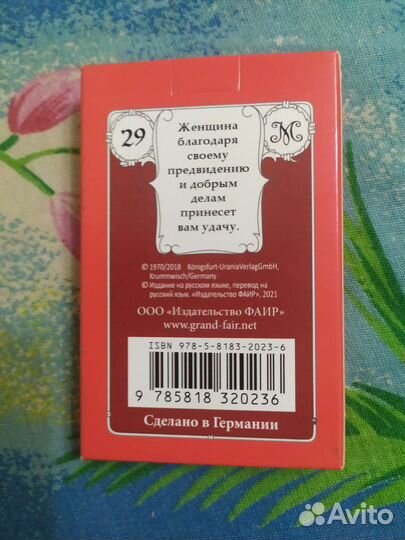 29
Женщина
благодаря
своему
предвидению
и добрым
делам
принесет
вам удачу.
© 1970/2018 Königsfurt-UraniaVerlagGmbH,
Krummwisch/Germany
© Издание на русском языке, перевод на
русский язык. «Издательство ФАИР», 2021
ООО «Издательство ФАИР»
www.grand-fair.net
ISBN 978-5-8183-2023-6
9 785818 320236
Сделано в Германии
Avito